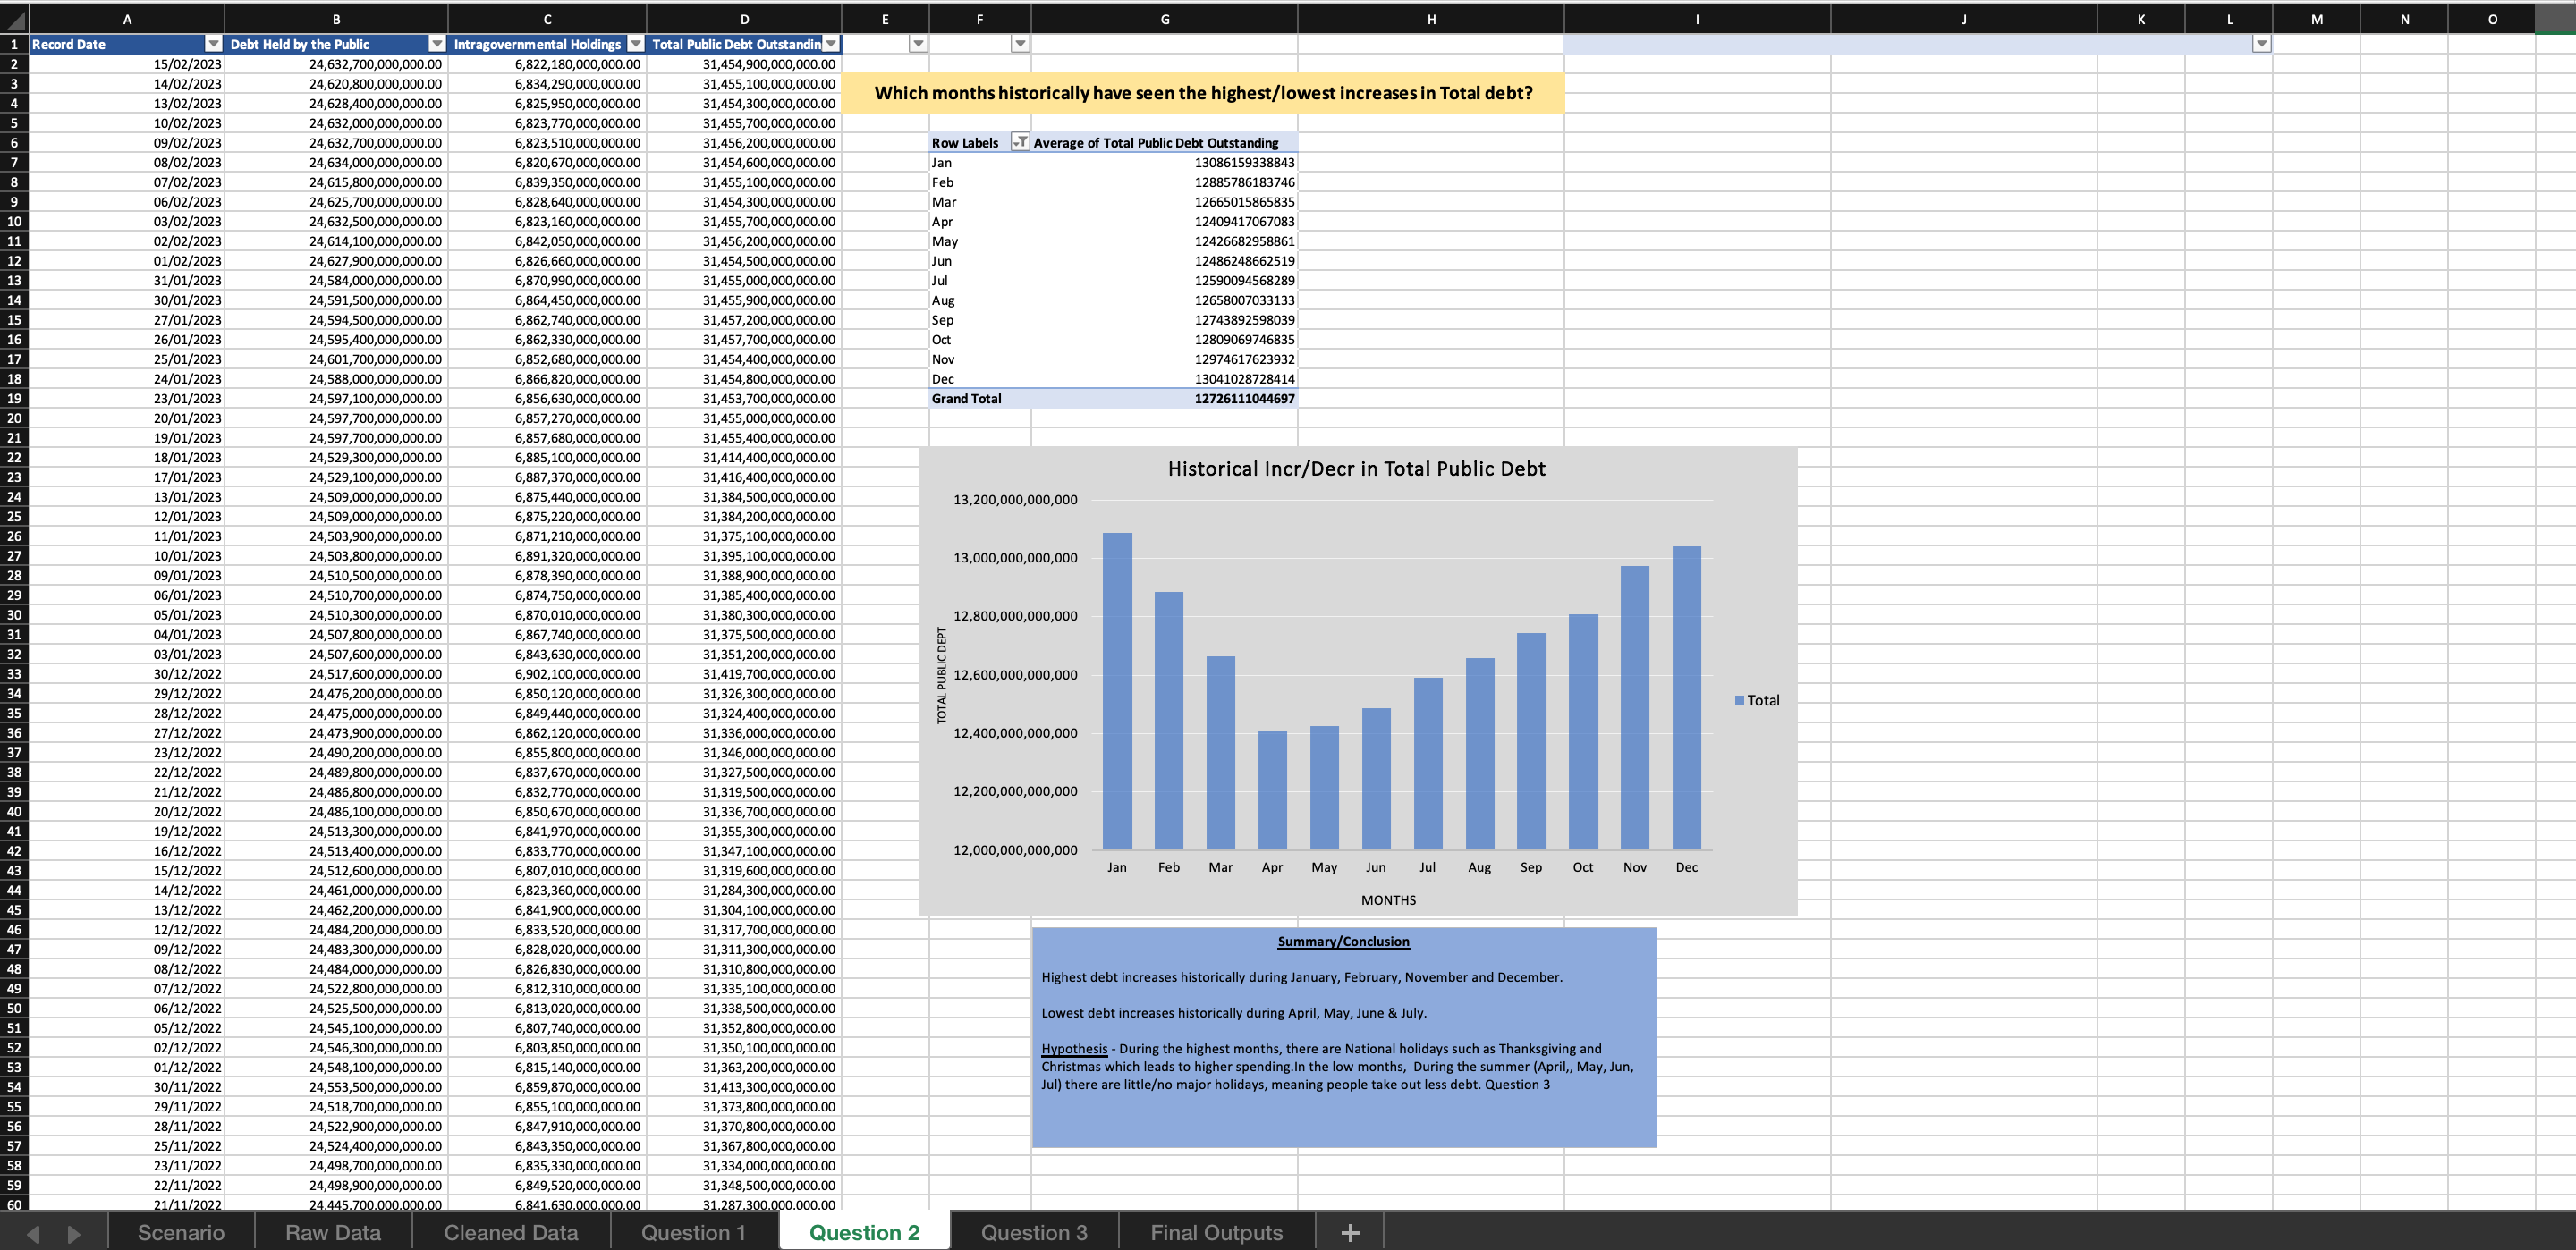 A B C D E F G H I J K L M N O
1 Record Date Debt Held by the Public Intragovernmental Holdings Total Public Debt Outstandin
2 15/02/2023 24,632,700,000,000.00 6,822,180,000,000.00 31,454,900,000,000.00
3 14/02/2023 24,620,800,000,000.00 6,834,290,000,000.00 31,455,100,000,000.00
4 13/02/2023 24,628,400,000,000.00 6,825,950,000,000.00 31,454,300,000,000.00
5 10/02/2023 24,632,000,000,000.00 6,823,770,000,000.00 31,455,700,000,000.00
6 09/02/2023 24,632,700,000,000.00 6,823,510,000,000.00 31,456,200,000,000.00
7 08/02/2023 24,634,000,000,000.00 6,820,670,000,000.00 31,454,600,000,000.00
8 07/02/2023 24,615,800,000,000.00 6,839,350,000,000.00 31,455,100,000,000.00
9 06/02/2023 24,625,700,000,000.00 6,828,640,000,000.00 31,454,300,000,000.00
10 03/02/2023 24,632,500,000,000.00 6,823,160,000,000.00 31,455,700,000,000.00
11 02/02/2023 24,614,100,000,000.00 6,842,050,000,000.00 31,456,200,000,000.00
12 01/02/2023 24,627,900,000,000.00 6,826,660,000,000.00 31,454,500,000,000.00
13 31/01/2023 24,584,000,000,000.00 6,870,990,000,000.00 31,455,000,000,000.00
14 30/01/2023 24,591,500,000,000.00 6,864,450,000,000.00 31,455,900,000,000.00
15 27/01/2023 24,594,500,000,000.00 6,862,740,000,000.00 31,457,200,000,000.00
16 26/01/2023 24,595,400,000,000.00 6,862,330,000,000.00 31,457,700,000,000.00
17 25/01/2023 24,601,700,000,000.00 6,852,680,000,000.00 31,454,400,000,000.00
18 24/01/2023 24,588,000,000,000.00 6,866,820,000,000.00 31,454,800,000,000.00
19 23/01/2023 24,597,100,000,000.00 6,856,630,000,000.00 31,453,700,000,000.00
20 20/01/2023 24,597,700,000,000.00 6,857,270,000,000.00 31,455,000,000,000.00
21 19/01/2023 24,597,700,000,000.00 6,857,680,000,000.00 31,455,400,000,000.00
22 18/01/2023 24,529,300,000,000.00 6,885,100,000,000.00 31,414,400,000,000.00
23 17/01/2023 24,529,100,000,000.00 6,887,370,000,000.00 31,416,400,000,000.00
24 13/01/2023 24,509,000,000,000.00 6,875,440,000,000.00 31,384,500,000,000.00
25 12/01/2023 24,509,000,000,000.00 6,875,220,000,000.00 31,384,200,000,000.00
26 11/01/2023 24,503,900,000,000.00 6,871,210,000,000.00 31,375,100,000,000.00
27 10/01/2023 24,503,800,000,000.00 6,891,320,000,000.00 31,395,100,000,000.00
28 09/01/2023 24,510,500,000,000.00 6,878,390,000,000.00 31,388,900,000,000.00
29 06/01/2023 24,510,700,000,000.00 6,874,750,000,000.00 31,385,400,000,000.00
30 05/01/2023 24,510,300,000,000.00 6,870,010,000,000.00 31,380,300,000,000.00
31 04/01/2023 24,507,800,000,000.00 6,867,740,000,000.00 31,375,500,000,000.00
32 03/01/2023 24,507,600,000,000.00 6,843,630,000,000.00 31,351,200,000,000.00
33 30/12/2022 24,517,600,000,000.00 6,902,100,000,000.00 31,419,700,000,000.00
34 29/12/2022 24,476,200,000,000.00 6,850,120,000,000.00 31,326,300,000,000.00
35 28/12/2022 24,475,000,000,000.00 6,849,440,000,000.00 31,324,400,000,000.00
36 27/12/2022 24,473,900,000,000.00 6,862,120,000,000.00 31,336,000,000,000.00
37 23/12/2022 24,490,200,000,000.00 6,855,800,000,000.00 31,346,000,000,000.00
38 22/12/2022 24,489,800,000,000.00 6,837,670,000,000.00 31,327,500,000,000.00
39 21/12/2022 24,486,800,000,000.00 6,832,770,000,000.00 31,319,500,000,000.00
40 20/12/2022 24,486,100,000,000.00 6,850,670,000,000.00 31,336,700,000,000.00
41 19/12/2022 24,513,300,000,000.00 6,841,970,000,000.00 31,355,300,000,000.00
42 16/12/2022 24,513,400,000,000.00 6,833,770,000,000.00 31,347,100,000,000.00
43 15/12/2022 24,512,600,000,000.00 6,807,010,000,000.00 31,319,600,000,000.00
44 14/12/2022 24,461,000,000,000.00 6,823,360,000,000.00 31,284,300,000,000.00
45 13/12/2022 24,462,200,000,000.00 6,841,900,000,000.00 31,304,100,000,000.00
46 12/12/2022 24,484,200,000,000.00 6,833,520,000,000.00 31,317,700,000,000.00
47 09/12/2022 24,483,300,000,000.00 6,828,020,000,000.00 31,311,300,000,000.00
48 08/12/2022 24,484,000,000,000.00 6,826,830,000,000.00 31,310,800,000,000.00
49 07/12/2022 24,522,800,000,000.00 6,812,310,000,000.00 31,335,100,000,000.00
50 06/12/2022 24,525,500,000,000.00 6,813,020,000,000.00 31,338,500,000,000.00
51 05/12/2022 24,545,100,000,000.00 6,807,740,000,000.00 31,352,800,000,000.00
52 02/12/2022 24,546,300,000,000.00 6,803,850,000,000.00 31,350,100,000,000.00
53 01/12/2022 24,548,100,000,000.00 6,815,140,000,000.00 31,363,200,000,000.00
54 30/11/2022 24,553,500,000,000.00 6,859,870,000,000.00 31,413,300,000,000.00
55 29/11/2022 24,518,700,000,000.00 6,855,100,000,000.00 31,373,800,000,000.00
56 28/11/2022 24,522,900,000,000.00 6,847,910,000,000.00 31,370,800,000,000.00
57 25/11/2022 24,524,400,000,000.00 6,843,350,000,000.00 31,367,800,000,000.00
58 23/11/2022 24,498,700,000,000.00 6,835,330,000,000.00 31,334,000,000,000.00
59 22/11/2022 24,498,900,000,000.00 6,849,520,000,000.00 31,348,500,000,000.00
60 21/11/2022 24,445,700,000,000.00 6,841,630,000,000.00 31,287,300,000,000.00
Which months historically have seen the highest/lowest increases in Total debt?
Row Labels Average of Total Public Debt Outstanding
Jan 13086159338843
Feb 12885786183746
Mar 12665015865835
Apr 12409417067083
May 12426682958861
Jun 12486248662519
Jul 12590094568289
Aug 12658007033133
Sep 12743892598039
Oct 12809069746835
Nov 12974617623932
Dec 13041028728414
Grand Total 12726111044697
Historical Incr/Decr in Total Public Debt
13,200,000,000,000
13,000,000,000,000
12,800,000,000,000
12,600,000,000,000
12,400,000,000,000
12,200,000,000,000
12,000,000,000,000
TOTAL PUBLIC DEPT
Jan Feb Mar Apr May Jun Jul Aug Sep Oct Nov Dec
MONTHS
Total
Summary/Conclusion
Highest debt increases historically during January, February, November and December.
Lowest debt increases historically during April, May, June & July.
Hypothesis - During the highest months, there are National holidays such as Thanksgiving and
Christmas which leads to higher spending.In the low months, During the summer (April,, May, Jun,
Jul) there are little/no major holidays, meaning people take out less debt. Question 3
Scenario Raw Data Cleaned Data Question 1 Question 2 Question 3 Final Outputs +